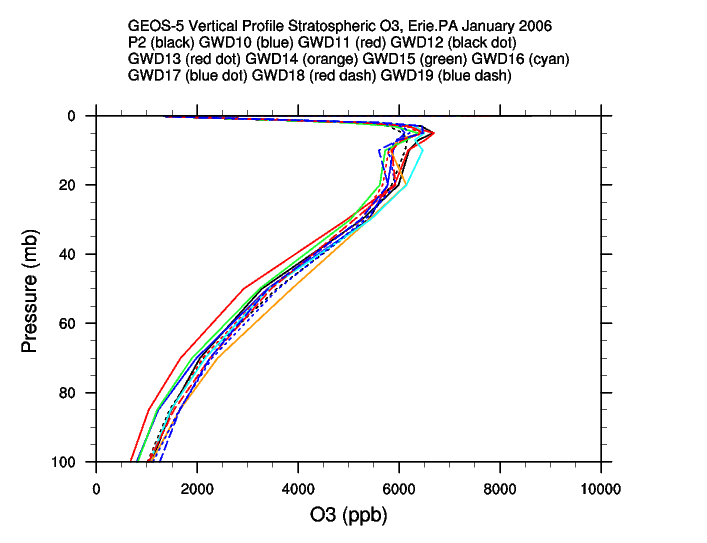 GEOS-5 Vertical Profile Stratospheric O3, Erie.PA January 2006
P2 (black) GWD10 (blue) GWD11 (red) GWD12 (black dot)
GWD13 (red dot) GWD14 (orange) GWD15 (green) GWD16 (cyan)
GWD17 (blue dot) GWD18 (red dash) GWD19 (blue dash)
0
20
40
60
80
100
Pressure (mb)
0 2000 4000 6000 8000 10000
O3 (ppb)